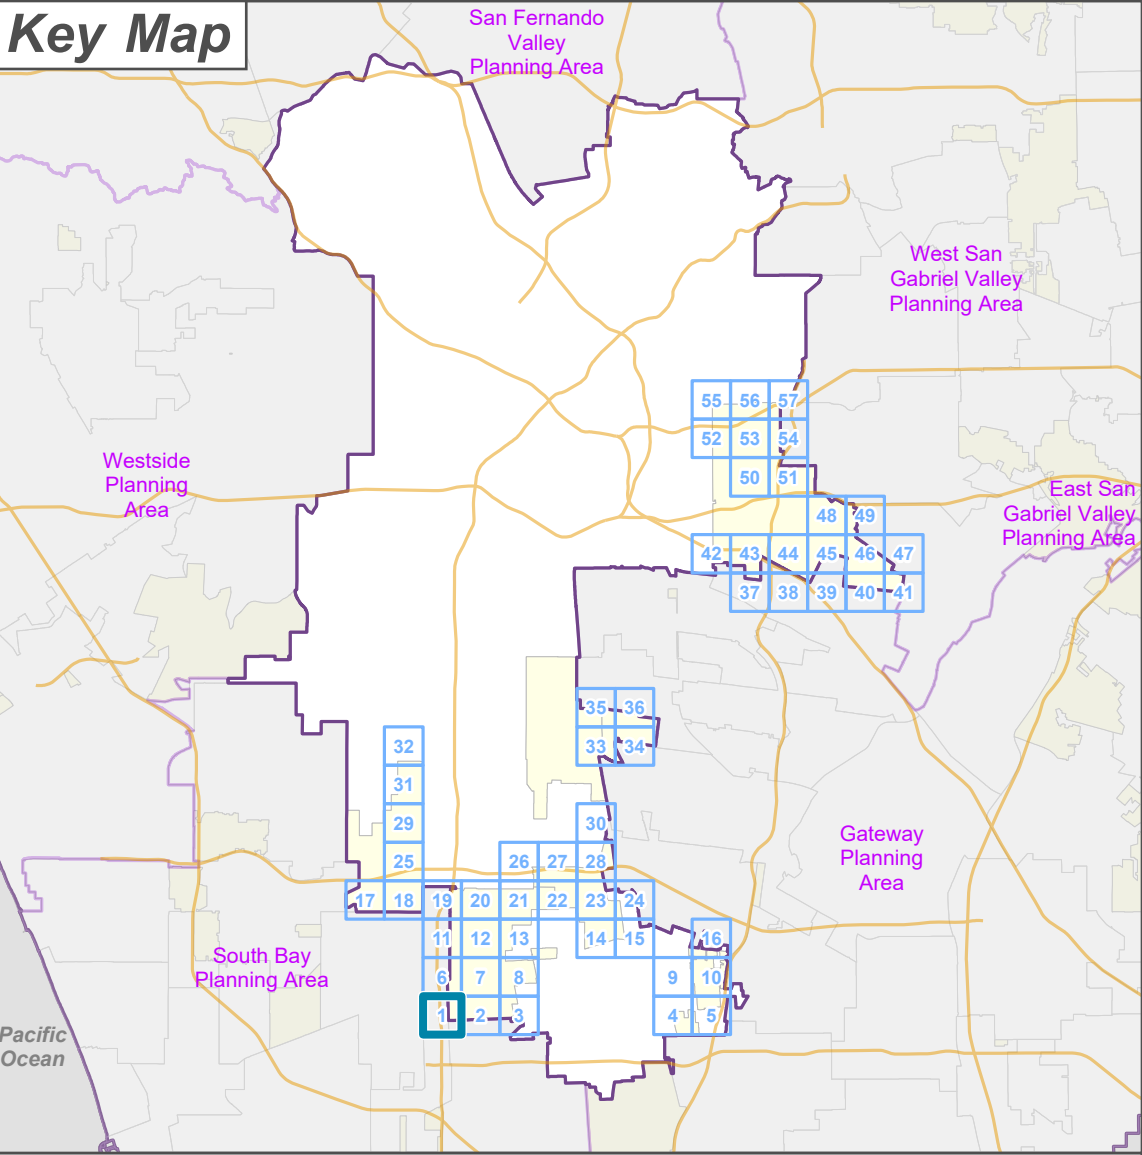 Key Map
San Fernando
Valley
Planning Area
West San
Gabriel Valley
Planning Area
Westside
Planning
Area
East San
Gabriel Valley
Planning Area
55 56 57
52 53 54
50 51
48 49
42 43 44 45 46 47
37 38 39 40 41
35 36
33 34
32
31
29
30
25
26 27 28
17 18 19 20 21 22 23 24
11 12 13
14 15
16
6 7 8
9 10
1 2 3
4 5
Gateway
Planning
Area
South Bay
Planning Area
Pacific
Ocean